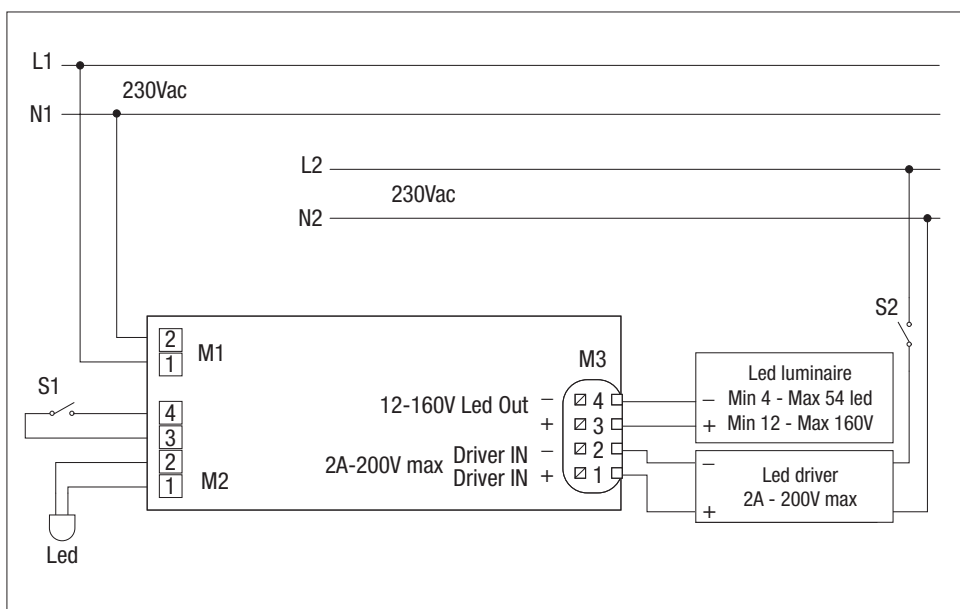 L1
230Vac
N1
L2
230Vac
N2
S2
2
1
M1
M3
S1
4
3
2
1
M2
Led
12-160V Led Out
−
+
2A-200V max
Driver IN −
Driver IN +
4
3
2
1
Led luminaire
− Min 4 - Max 54 led
+ Min 12 - Max 160V
−
Led driver
2A - 200V max
+